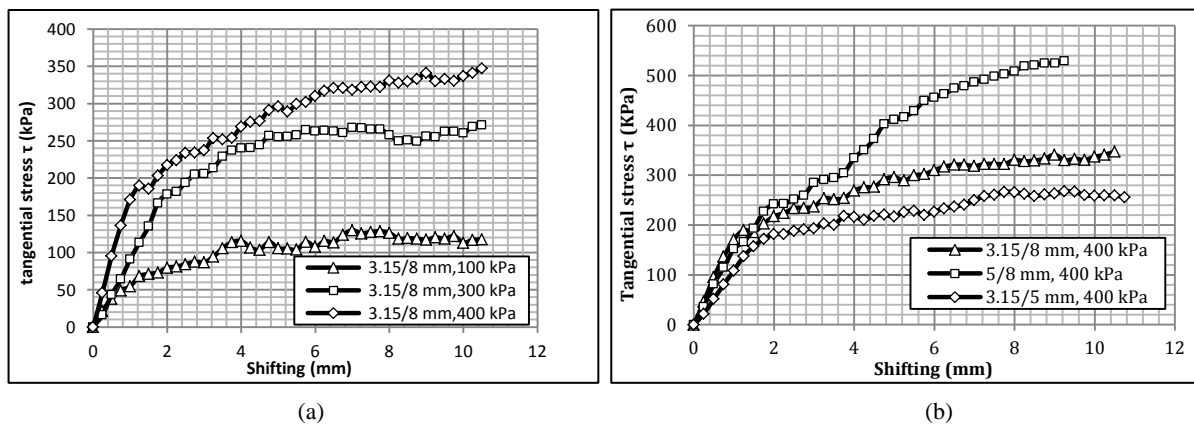 400
350
300
250
200
150
100
50
0
tangential stress τ (kPa)
3.15/8 mm,100 kPa
3.15/8 mm,300 kPa
3.15/8 mm,400 kPa
0 2 4 6 8 10 12
Shifting (mm)
(a)
600
500
400
300
200
100
0
Tangential stress τ (KPa)
3.15/8 mm, 400 kPa
5/8 mm, 400 kPa
3.15/5 mm, 400 kPa
0 2 4 6 8 10 12
Shifting (mm)
(b)